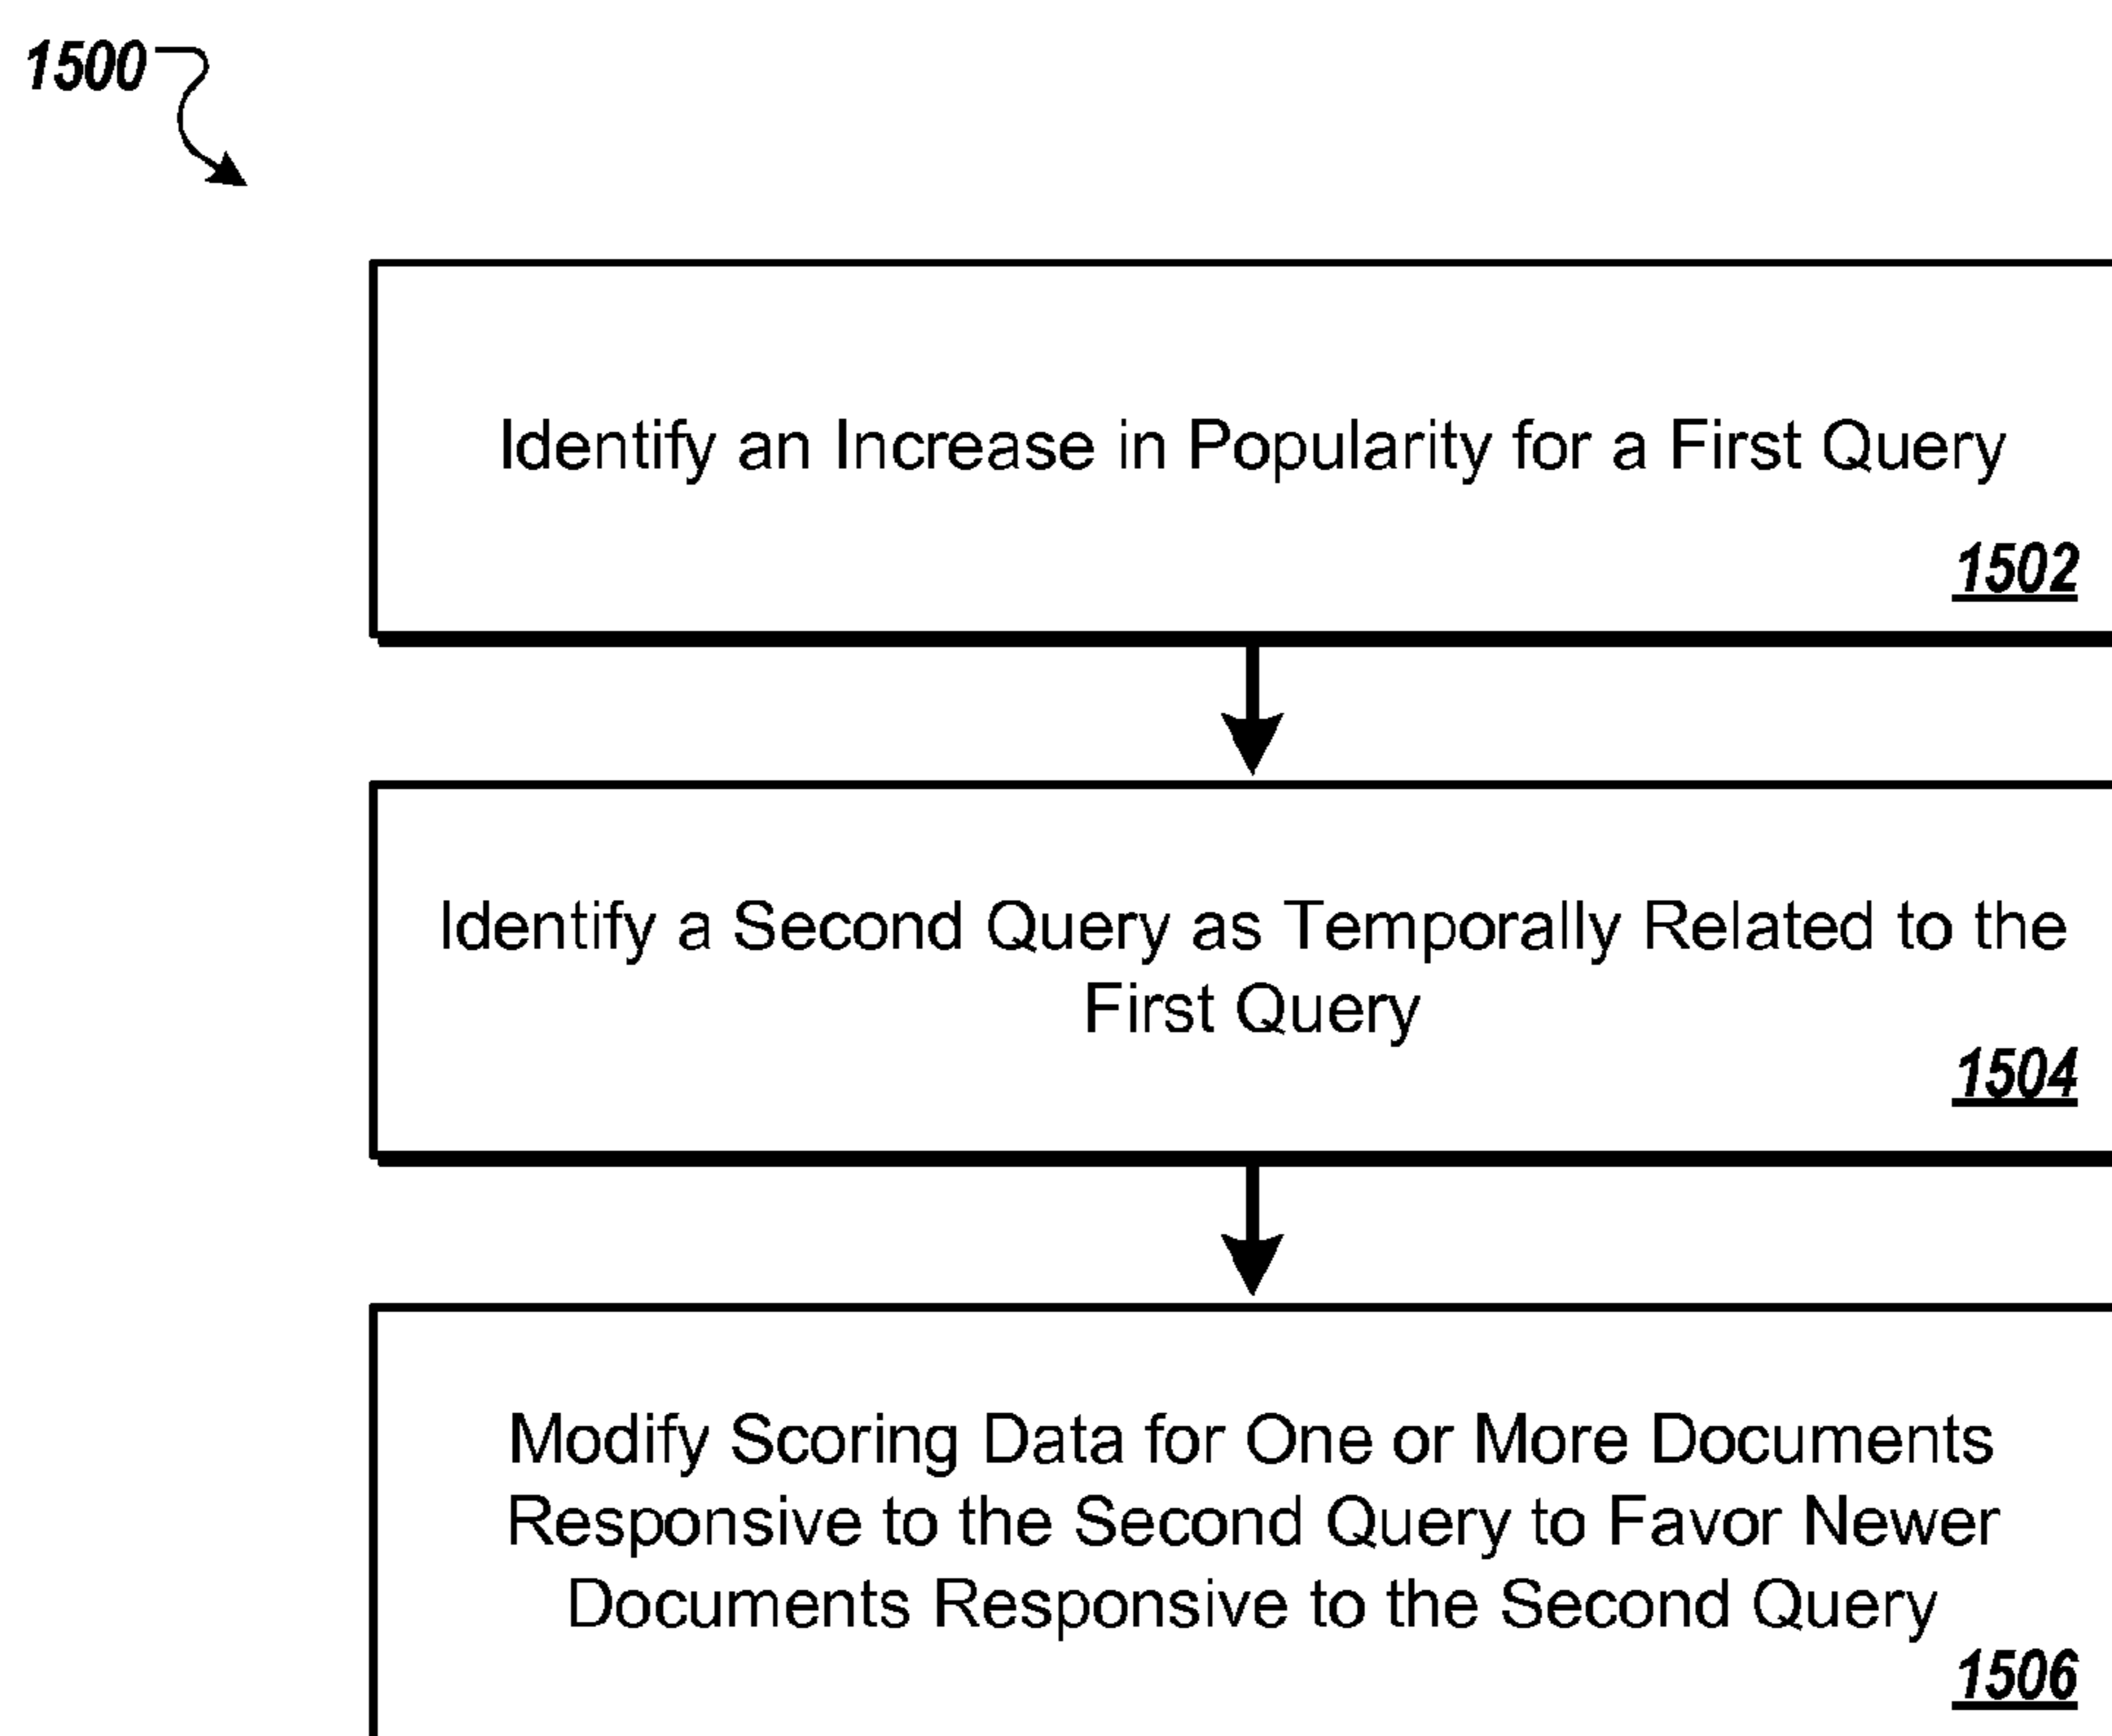 1500
Identify an Increase in Popularity for a First Query
1502
Identify a Second Query as Temporally Related to the
First Query
1504
Modify Scoring Data for One or More Documents
Responsive to the Second Query to Favor Newer
Documents Responsive to the Second Query
1506